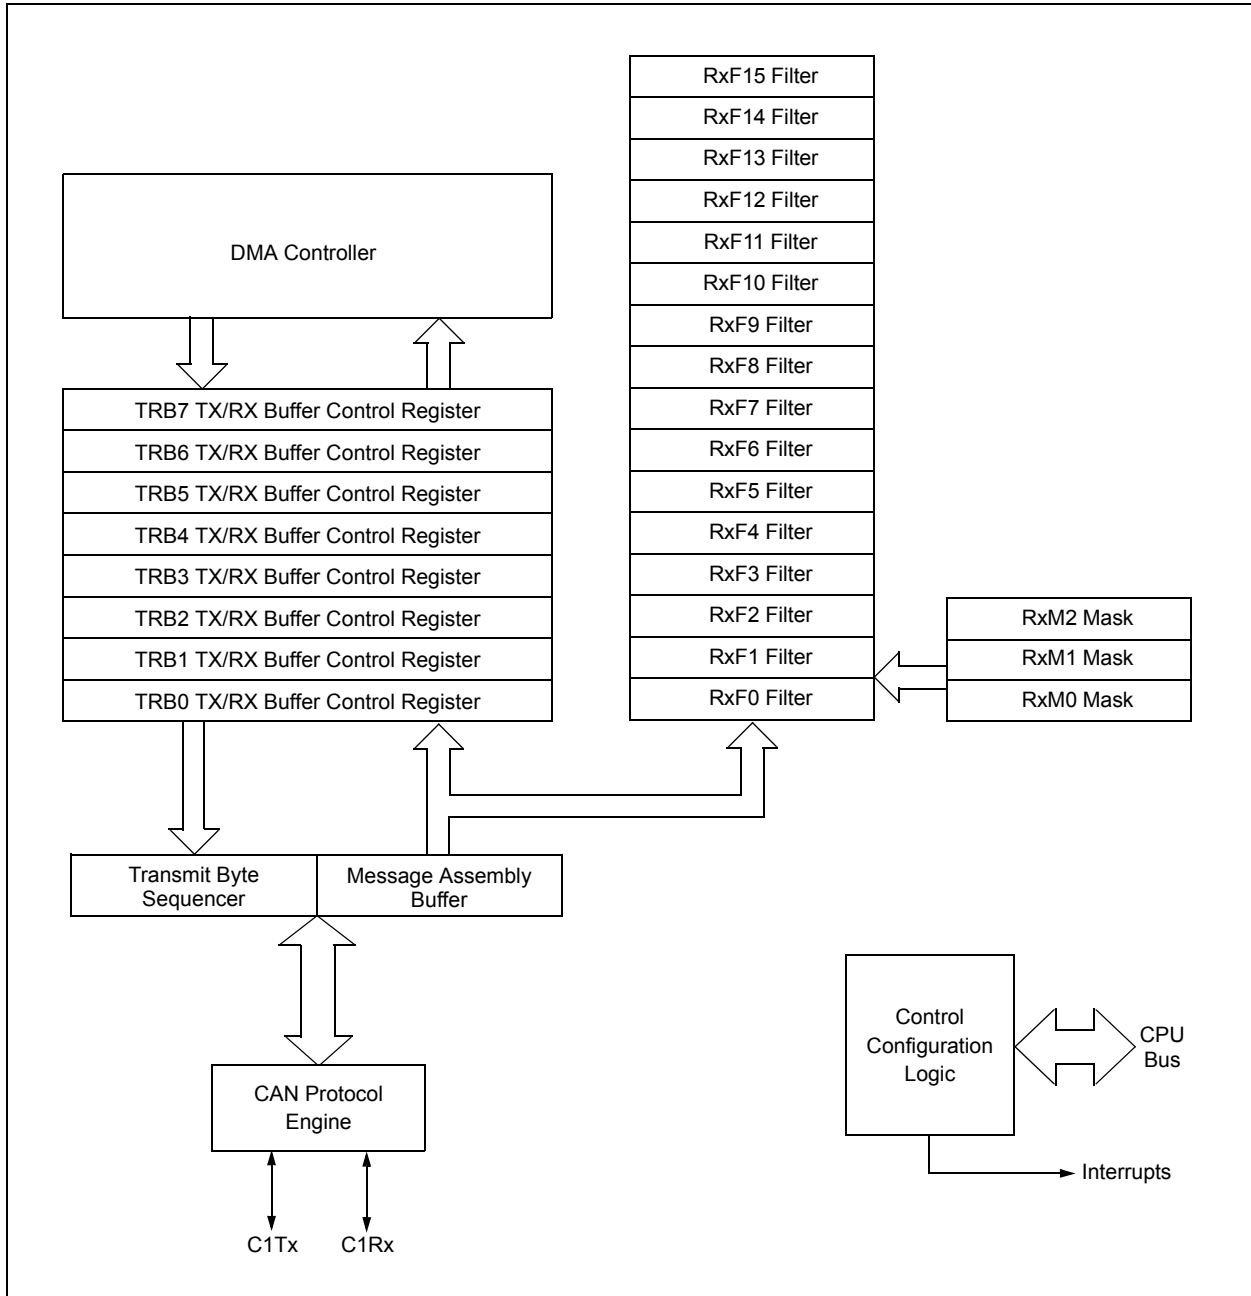 RxF15 Filter
RxF14 Filter
RxF13 Filter
RxF12 Filter
RxF11 Filter
RxF10 Filter
RxF9 Filter
RxF8 Filter
RxF7 Filter
RxF6 Filter
RxF5 Filter
RxF4 Filter
RxF3 Filter
RxF2 Filter
RxF1 Filter
RxF0 Filter
DMA Controller
TRB7 TX/RX Buffer Control Register
TRB6 TX/RX Buffer Control Register
TRB5 TX/RX Buffer Control Register
TRB4 TX/RX Buffer Control Register
TRB3 TX/RX Buffer Control Register
TRB2 TX/RX Buffer Control Register
TRB1 TX/RX Buffer Control Register
TRB0 TX/RX Buffer Control Register
RxM2 Mask
RxM1 Mask
RxM0 Mask
Transmit Byte
Sequencer
Message Assembly
Buffer
CAN Protocol
Engine
C1Tx
C1Rx
Control
Configuration
Logic
CPU
Bus
Interrupts